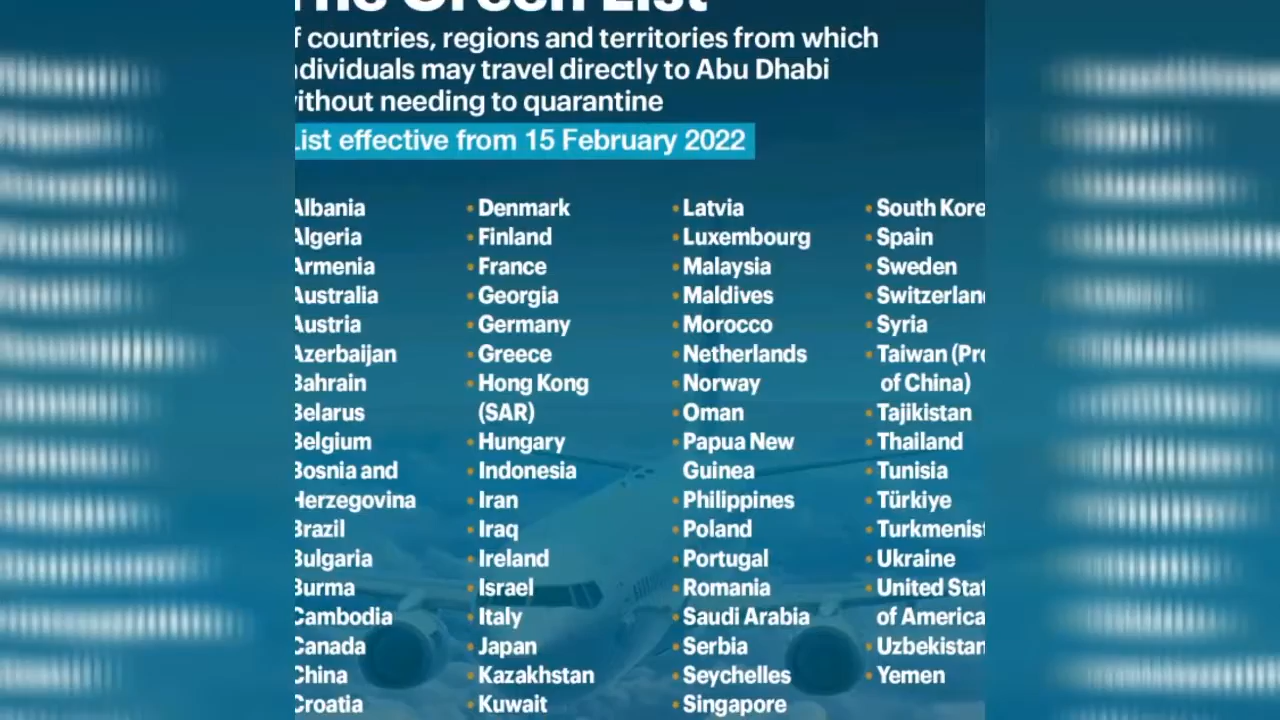 The Green List
f countries, regions and territories from which
ndividuals may travel directly to Abu Dhabi
without needing to quarantine
List effective from 15 February 2022
Albania
Algeria
Armenia
Australia
Austria
Azerbaijan
Bahrain
Belarus
Belgium
Bosnia and
Herzegovina
Brazil
Bulgaria
Burma
Cambodia
Canada
China
Croatia
• Denmark
• Finland
• France
• Georgia
• Germany
• Greece
• Hong Kong
(SAR)
• Hungary
• Indonesia
• Iran
• Iraq
• Ireland
• Israel
• Italy
• Japan
• Kazakhstan
• Kuwait
• Latvia
• Luxembourg
• Malaysia
• Maldives
• Morocco
• Netherlands
• Norway
• Oman
• Papua New
Guinea
• Philippines
• Poland
• Portugal
• Romania
• Saudi Arabia
• Serbia
• Seychelles
• Singapore
• South Kore
• Spain
• Sweden
• Switzerlan
• Syria
• Taiwan (Pro
of China)
• Tajikistan
• Thailand
• Tunisia
• Türkiye
• Turkmenist
• Ukraine
• United Stat
of America
• Uzbekistan
• Yemen